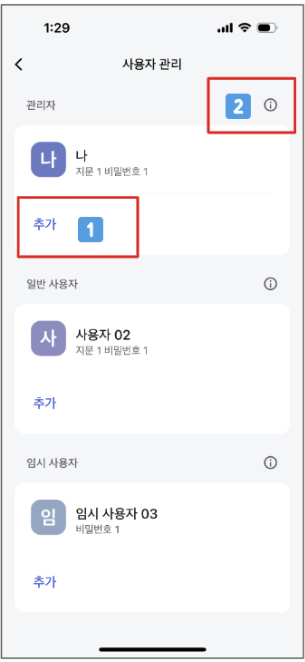 1:29
사용자 관리
관리자
2
나
나
지문 1 비밀번호 1
추가
1
일반 사용자
사
사용자 02
지문 1 비밀번호 1
추가
임시 사용자
임
임시 사용자 03
비밀번호 1
추가